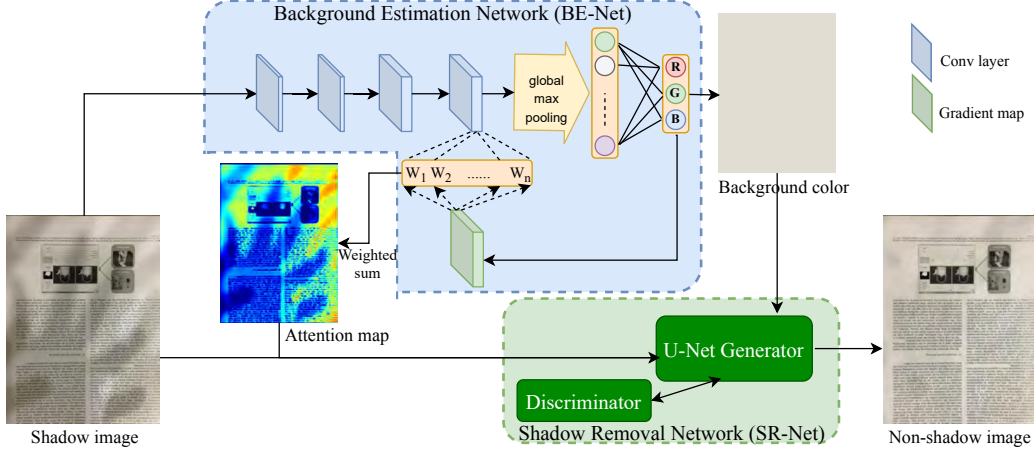 Background Estimation Network (BE-Net)
Conv layer
Gradient map
global
max
pooling
R
G
B
W1 W2 ...... Wn
Weighted
sum
Attention map
Background color
U-Net Generator
Discriminator
Shadow Removal Network (SR-Net)
Shadow image
Non-shadow image